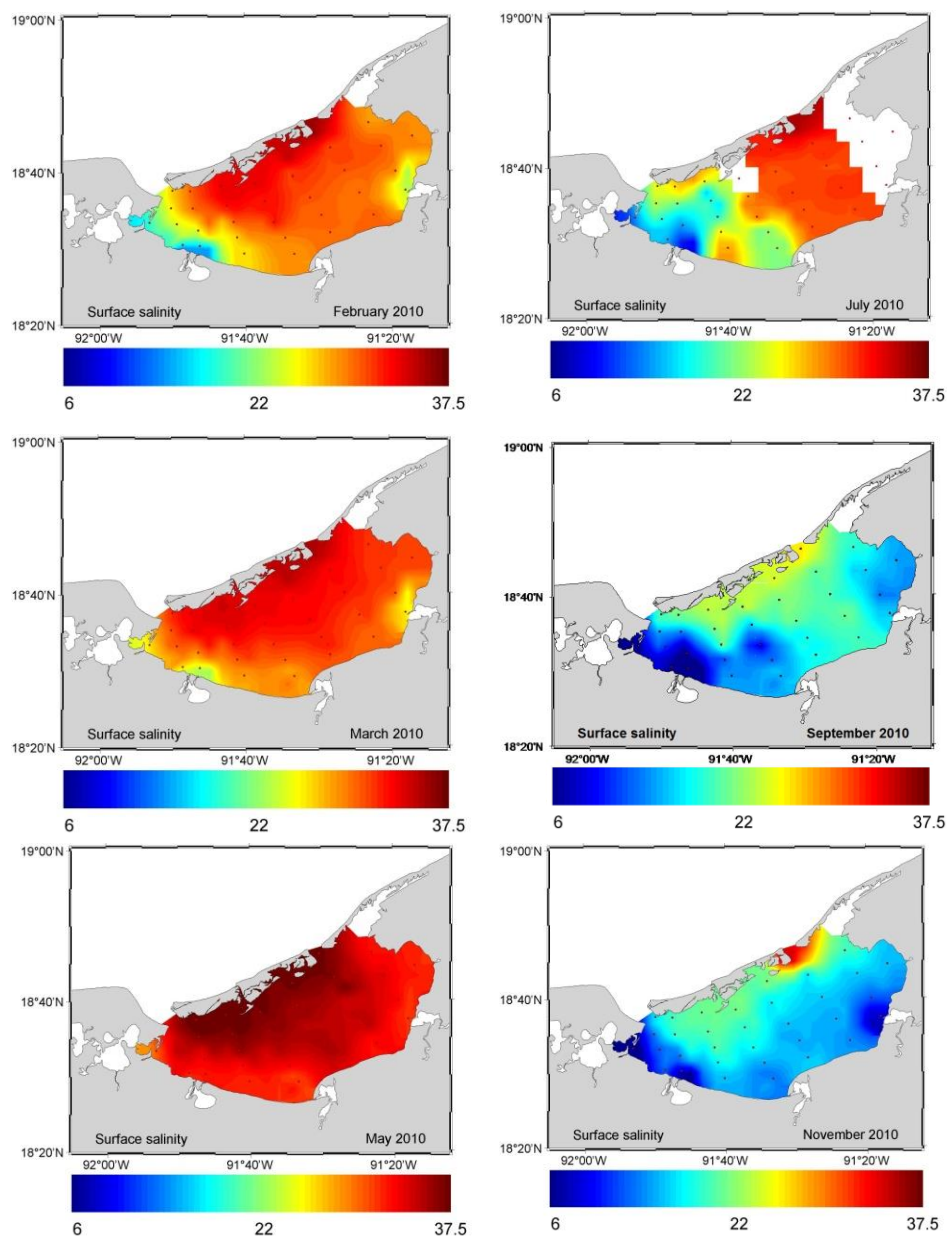 19°00'N
18°40'N
18°20'N
Surface salinity February 2010
92°00'W 91°40'W 91°20'W
6 22 37.5
19°00'N
18°40'N
18°20'N
Surface salinity July 2010
92°00'W 91°40'W 91°20'W
6 22 37.5
19°00'N
18°40'N
18°20'N
Surface salinity March 2010
92°00'W 91°40'W 91°20'W
6 22 37.5
19°00'N
18°40'N
18°20'N
Surface salinity September 2010
92°00'W 91°40'W 91°20'W
6 22 37.5
19°00'N
18°40'N
18°20'N
Surface salinity May 2010
92°00'W 91°40'W 91°20'W
6 22 37.5
19°00'N
18°40'N
18°20'N
Surface salinity November 2010
92°00'W 91°40'W 91°20'W
6 22 37.5